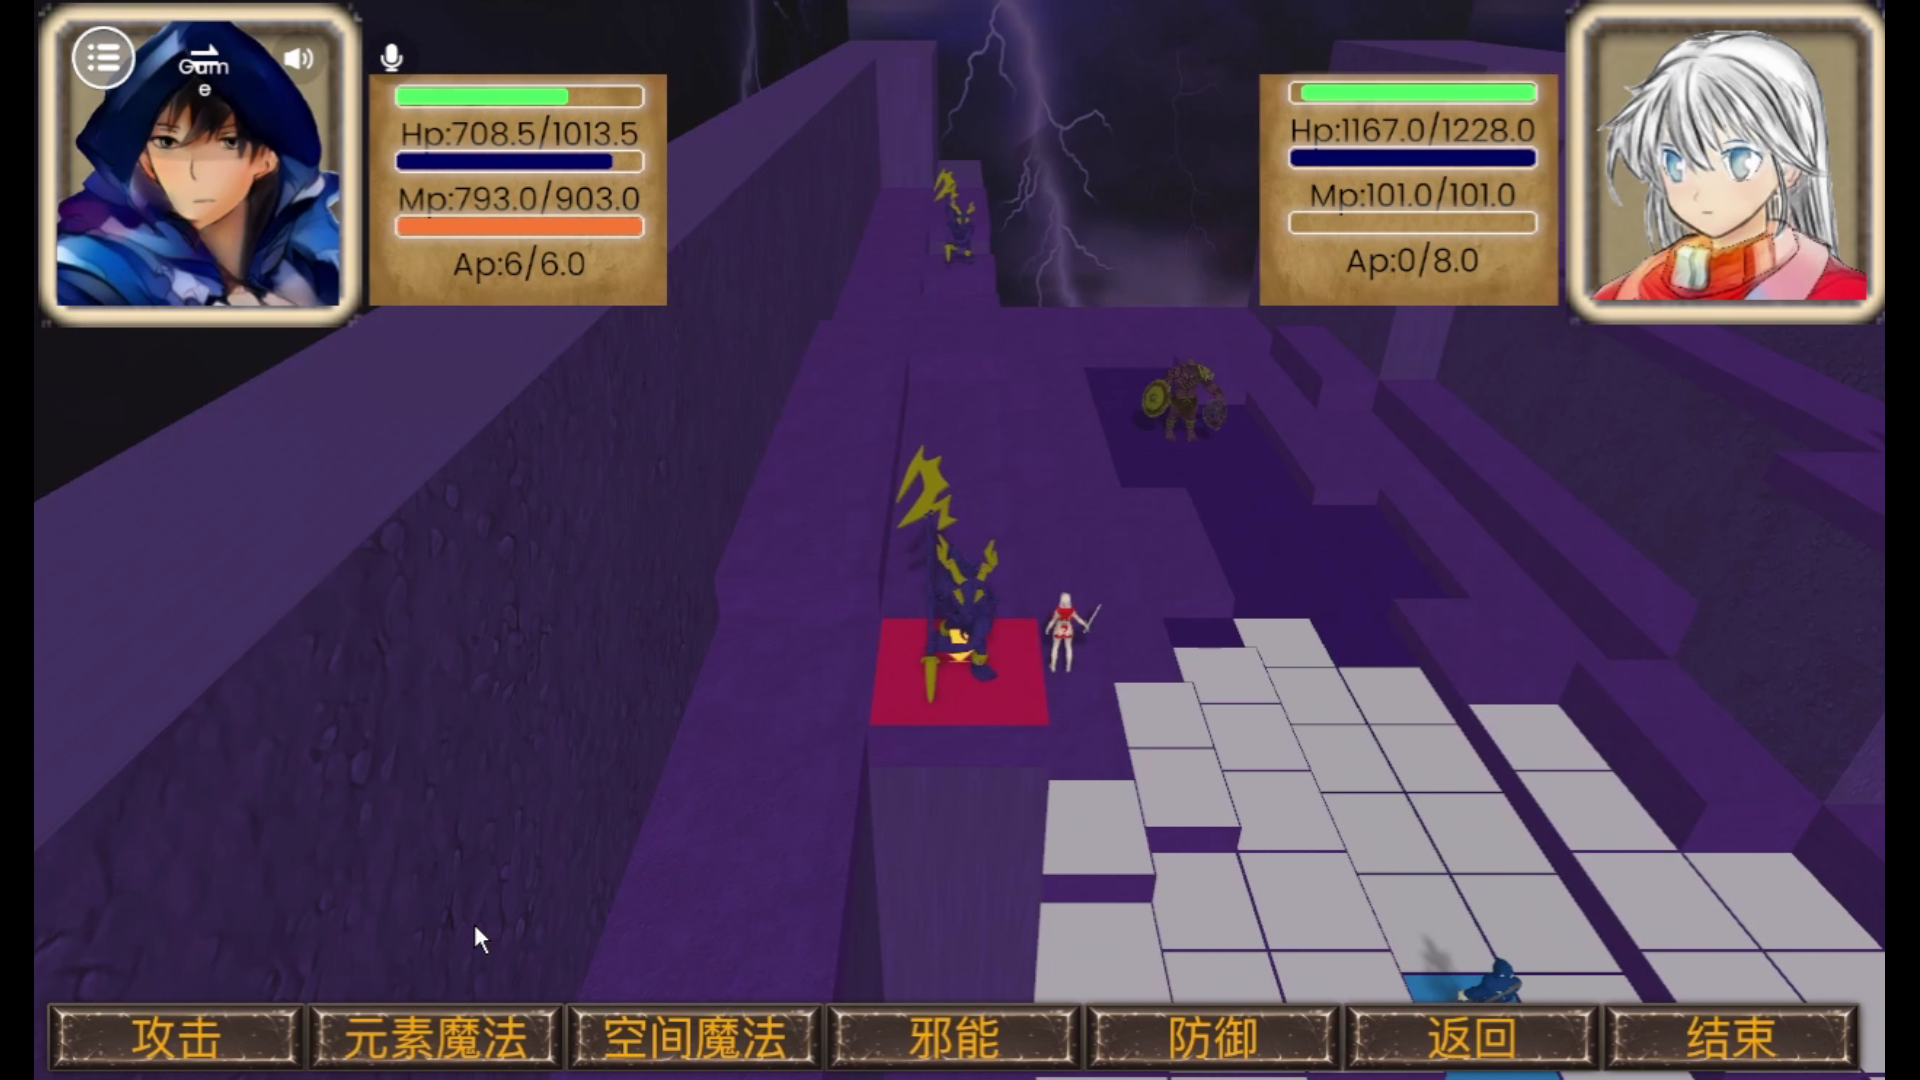 Gam
e
Hp:708.5/1013.5
Mp:793.0/903.0
Ap:6/6.0
Hp:1167.0/1228.0
Mp:101.0/101.0
Ap:0/8.0
攻击
元素魔法
空间魔法
邪能
防御
返回
结束